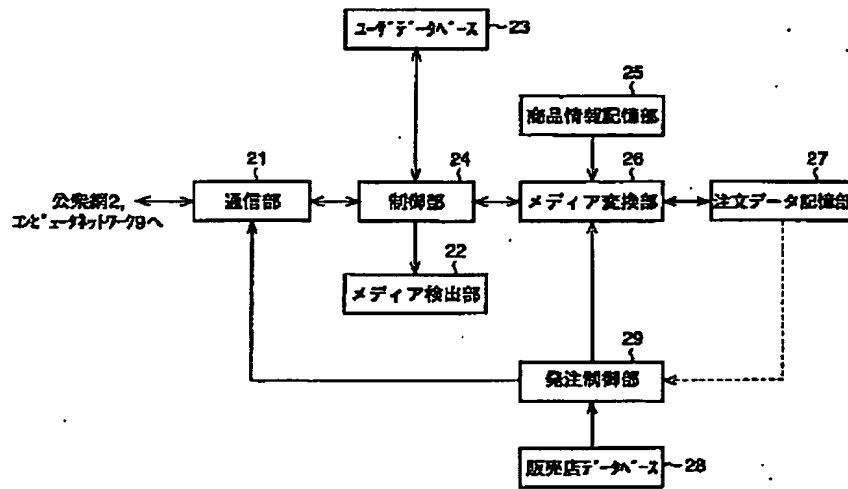 ユーザデータベース 23
25
商品情報記憶部
21
24
26
27
公衆網2,
コンピュータネットワーク9へ
通信部
制御部
メディア変換部
注文データ記憶部
22
メディア検出部
29
発注制御部
販売店データベース 28